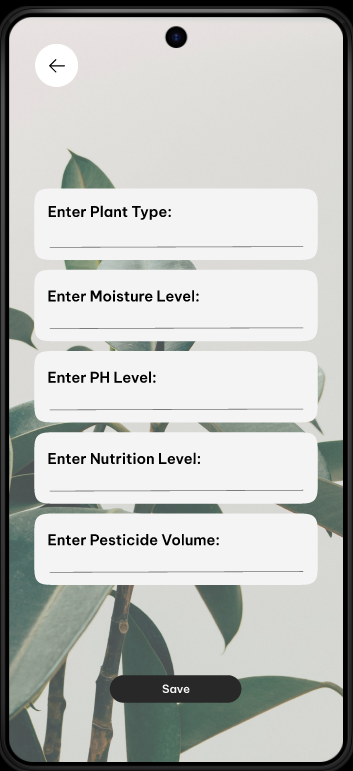 Enter Plant Type:
Enter Moisture Level:
Enter PH Level:
Enter Nutrition Level:
Enter Pesticide Volume:
Save